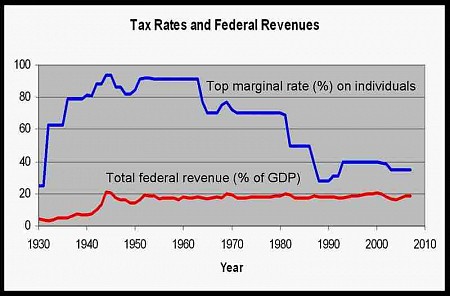 Tax Rates and Federal Revenues
100
80
60
40
20
0
Top marginal rate (%) on individuals
Total federal revenue (% of GDP)
1930 1940 1950 1960 1970 1980 1990 2000 2010
Year